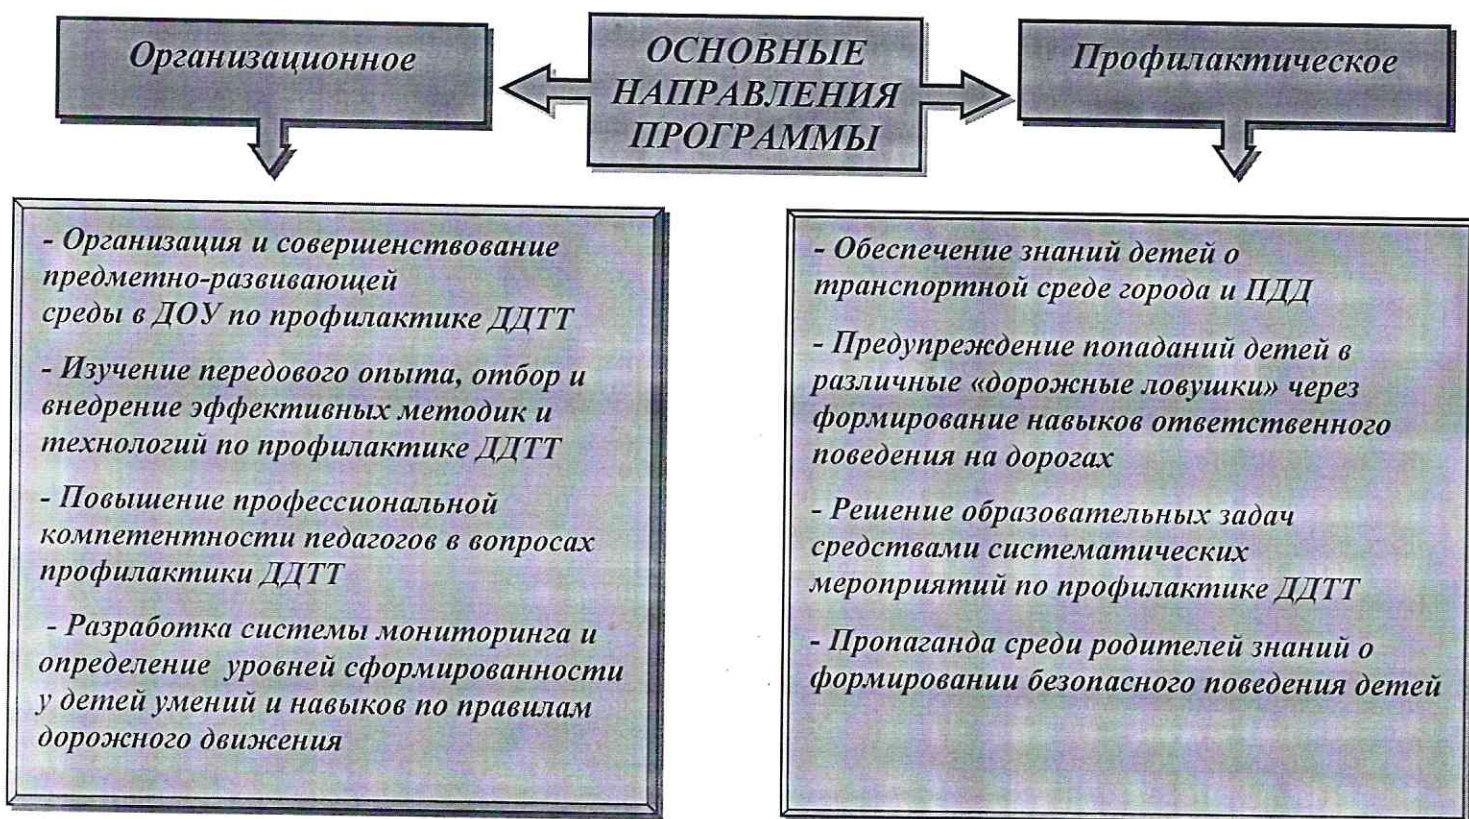 Организационное
ОСНОВНЫЕ
НАПРАВЛЕНИЯ
ПРОГРАММЫ
Профилактическое
- Организация и совершенствование
предметно-развивающей
среды в ДОУ по профилактике ДДТТ
- Изучение передового опыта, отбор и
внедрение эффективных методик и
технологий по профилактике ДДТТ
- Повышение профессиональной
компетентности педагогов в вопросах
профилактики ДДТТ
- Разработка системы мониторинга и
определение уровней сформированности
у детей умений и навыков по правилам
дорожного движения
- Обеспечение знаний детей о
транспортной среде города и ПДД
- Предупреждение попаданий детей в
различные «дорожные ловушки» через
формирование навыков ответственного
поведения на дорогах
- Решение образовательных задач
средствами систематических
мероприятий по профилактике ДДТТ
- Пропаганда среди родителей знаний о
формировании безопасного поведения детей